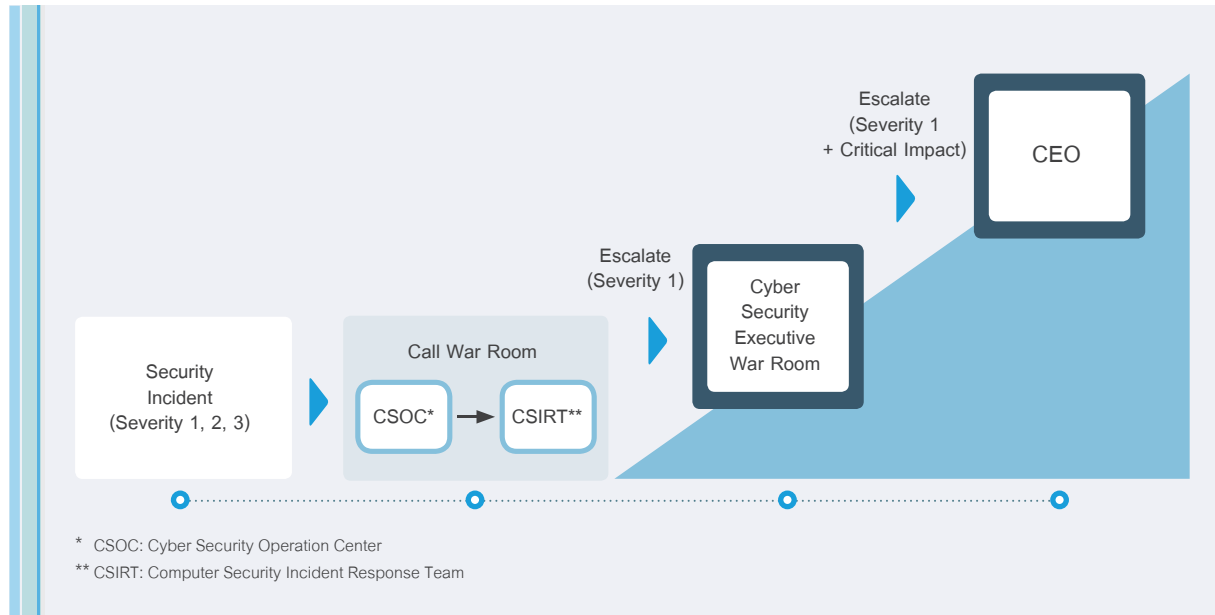 Security
Incident
(Severity 1, 2, 3)
Call War Room
CSOC*
CSIRT**
Escalate
(Severity 1)
Cyber
Security
Executive
War Room
Escalate
(Severity 1
+ Critical Impact)
CEO
* CSOC: Cyber Security Operation Center
** CSIRT: Computer Security Incident Response Team